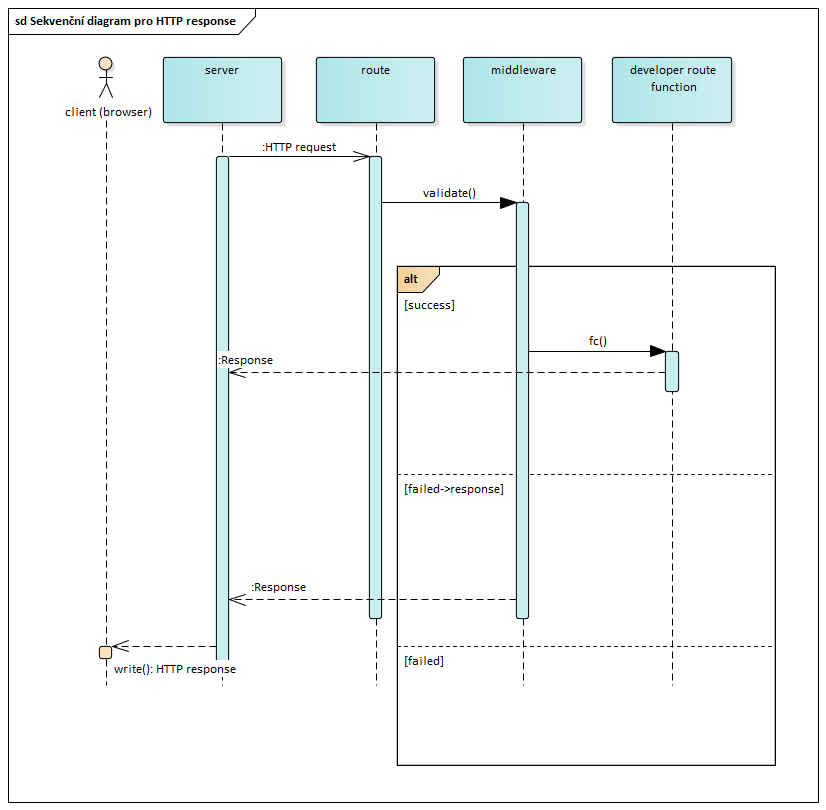 sd Sekvenční diagram pro HTTP response
client (browser)
server
route
middleware
developer route
function
:HTTP request
validate()
alt
[success]
fc()
:Response
[failed->response]
:Response
write(): HTTP response
[failed]